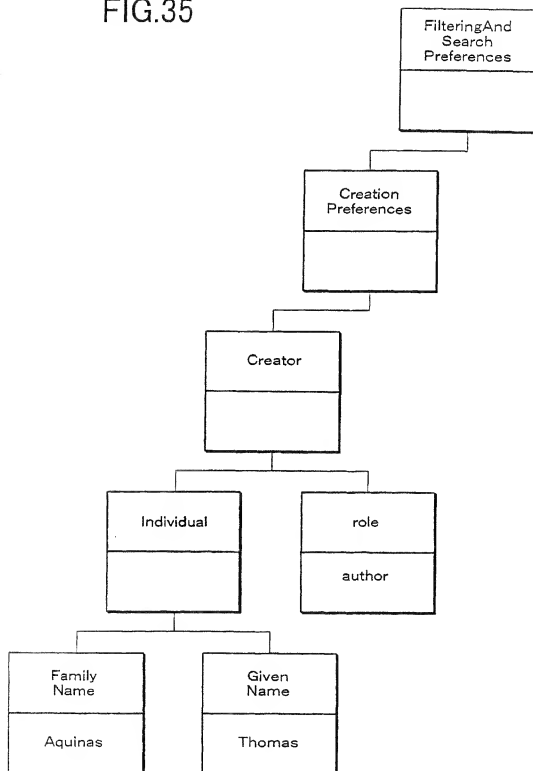 FIG.35
FilteringAnd
Search
Preferences
Creation
Preferences
Creator
Individual
role
author
Family
Name
Given
Name
Aquinas
Thomas